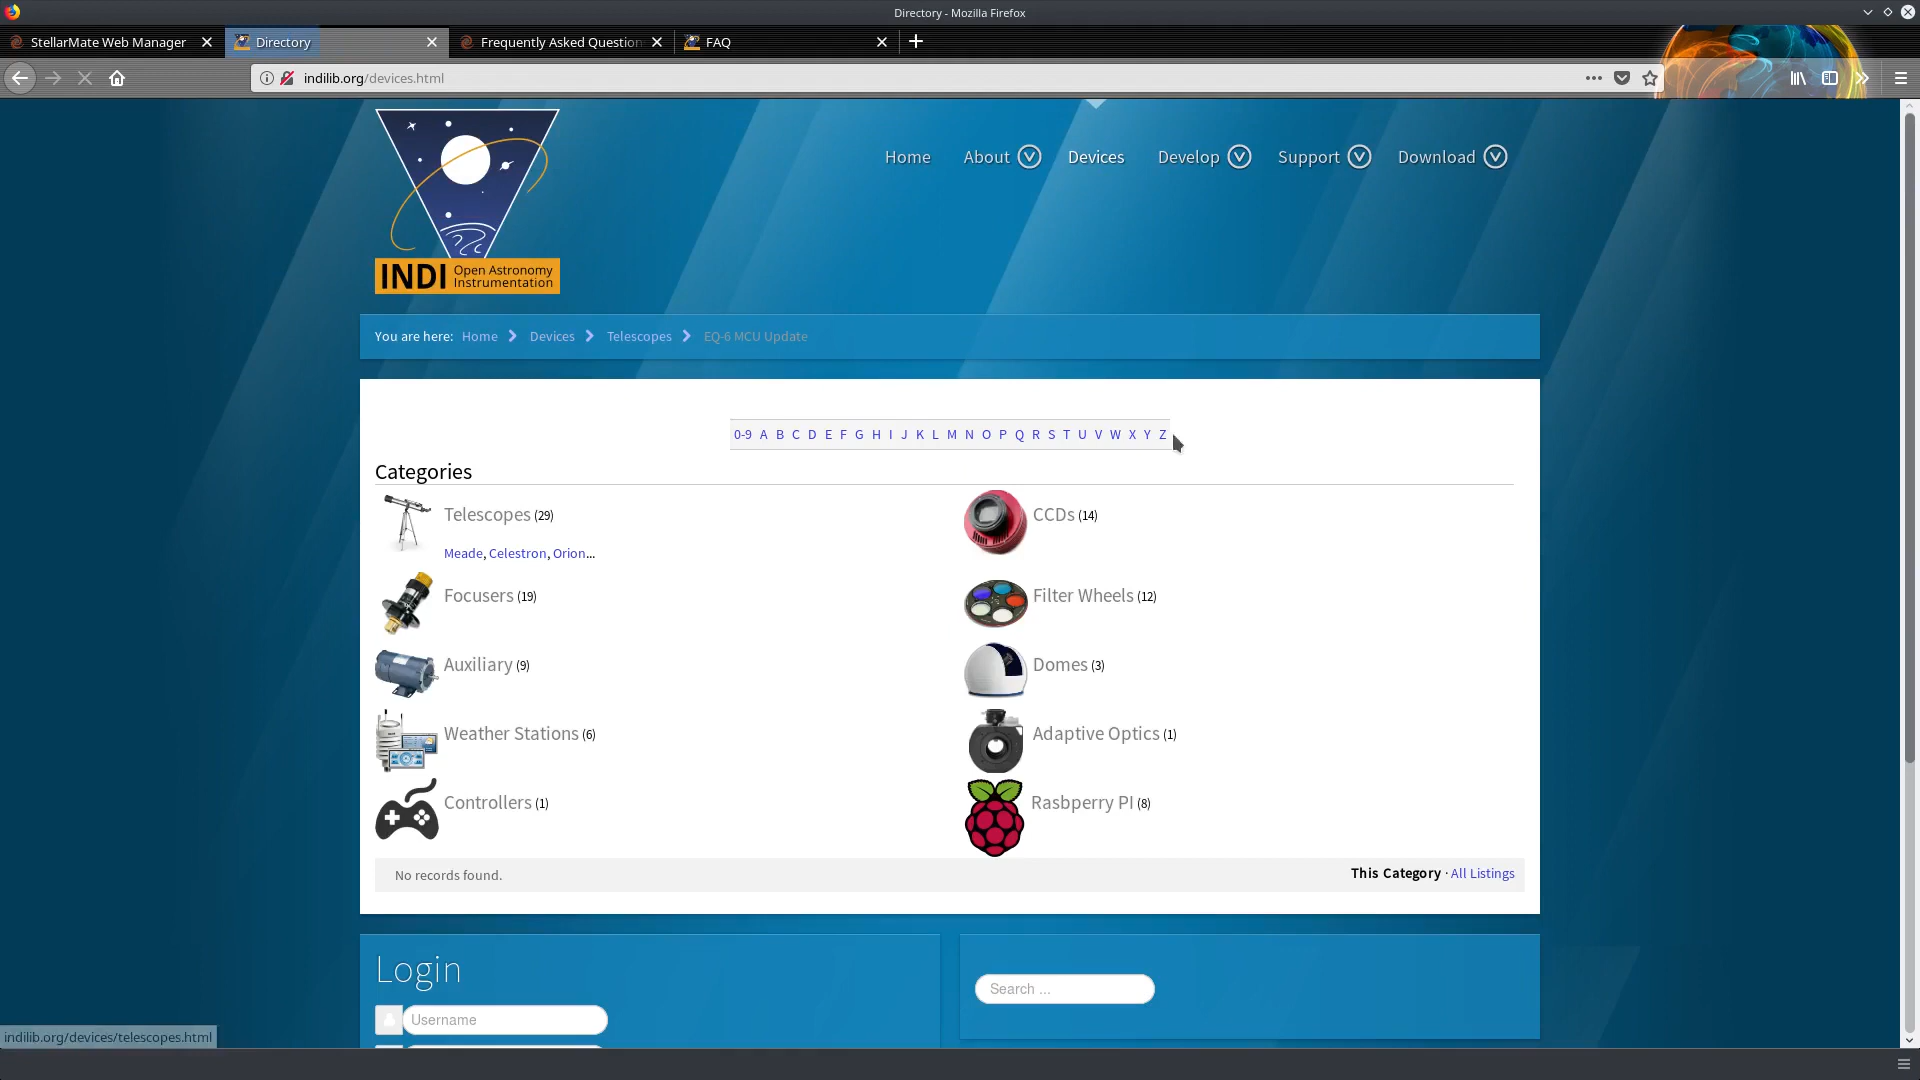 Directory - Mozilla Firefox
StellarMate Web Manager
Directory
Frequently Asked Question
FAQ
indilib.org/devices.html
INDI Open Astronomy
Instrumentation
Home About Devices Develop Support Download
You are here: Home Devices Telescopes EQ-6 MCU Update
0-9 A B C D E F G H I J K L M N O P Q R S T U V W X Y Z
Categories
Telescopes (29)
Meade, Celestron, Orion...
CCDs (14)
Focusers (19)
Filter Wheels (12)
Auxiliary (9)
Domes (3)
Weather Stations (6)
Adaptive Optics (1)
Controllers (1)
Rasbperry PI (8)
No records found.
This Category · All Listings
Login
Username
Search ...
indilib.org/devices/telescopes.html